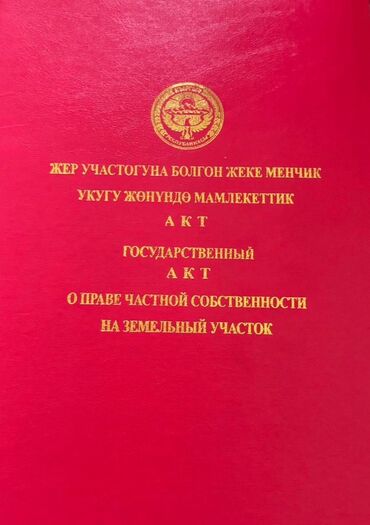 ЖЕР УЧАСТОГУНА БОЛГОН ЖЕКЕ МЕНЧИК
УКУГУ ЖӨНҮНДӨ МАМЛЕКЕТТИК
АКТ
ГОСУДАРСТВЕННЫЙ
АКТ
О ПРАВЕ ЧАСТНОЙ СОБСТВЕННОСТИ
НА ЗЕМЕЛЬНЫЙ УЧАСТОК